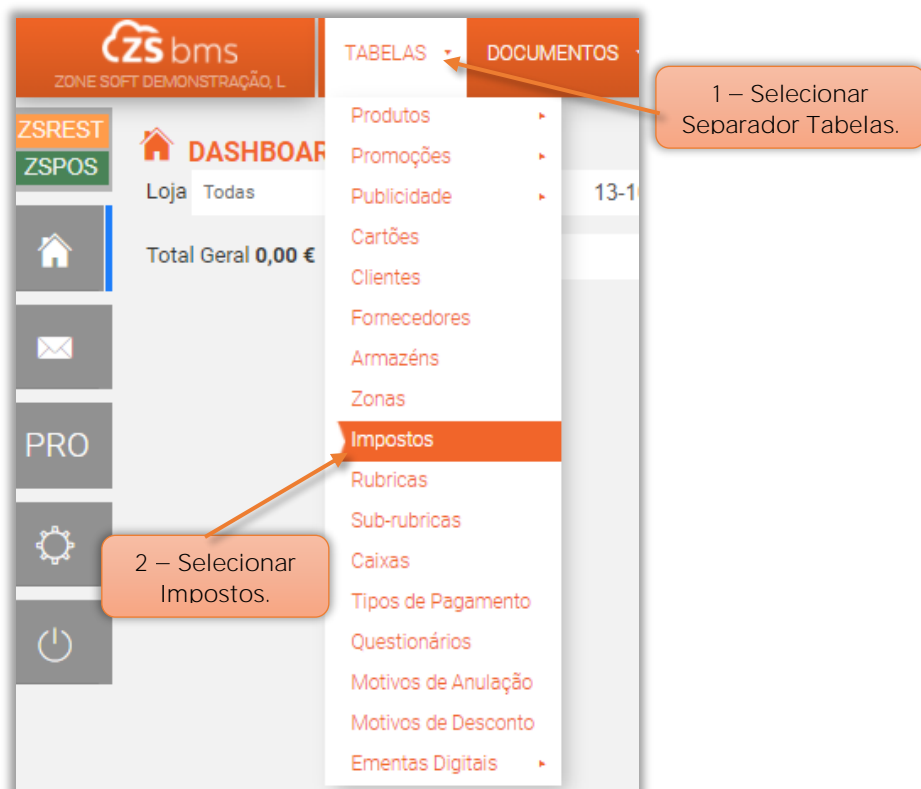 ZS bms
ZONE SOFT DEMONSTRAÇÃO, L
TABELAS
DOCUMENTOS
1 – Selecionar
Separador Tabelas.
ZSREST
ZSPOS
DASHBOAR
Loja Todas
13-1
Total Geral 0,00 €
PRO
Produtos
Promoções
Publicidade
Cartões
Clientes
Fornecedores
Armazéns
Zonas
Impostos
Rubricas
Sub-rubricas
Caixas
Tipos de Pagamento
Questionários
Motivos de Anulação
Motivos de Desconto
Ementas Digitais
2 – Selecionar
Impostos.